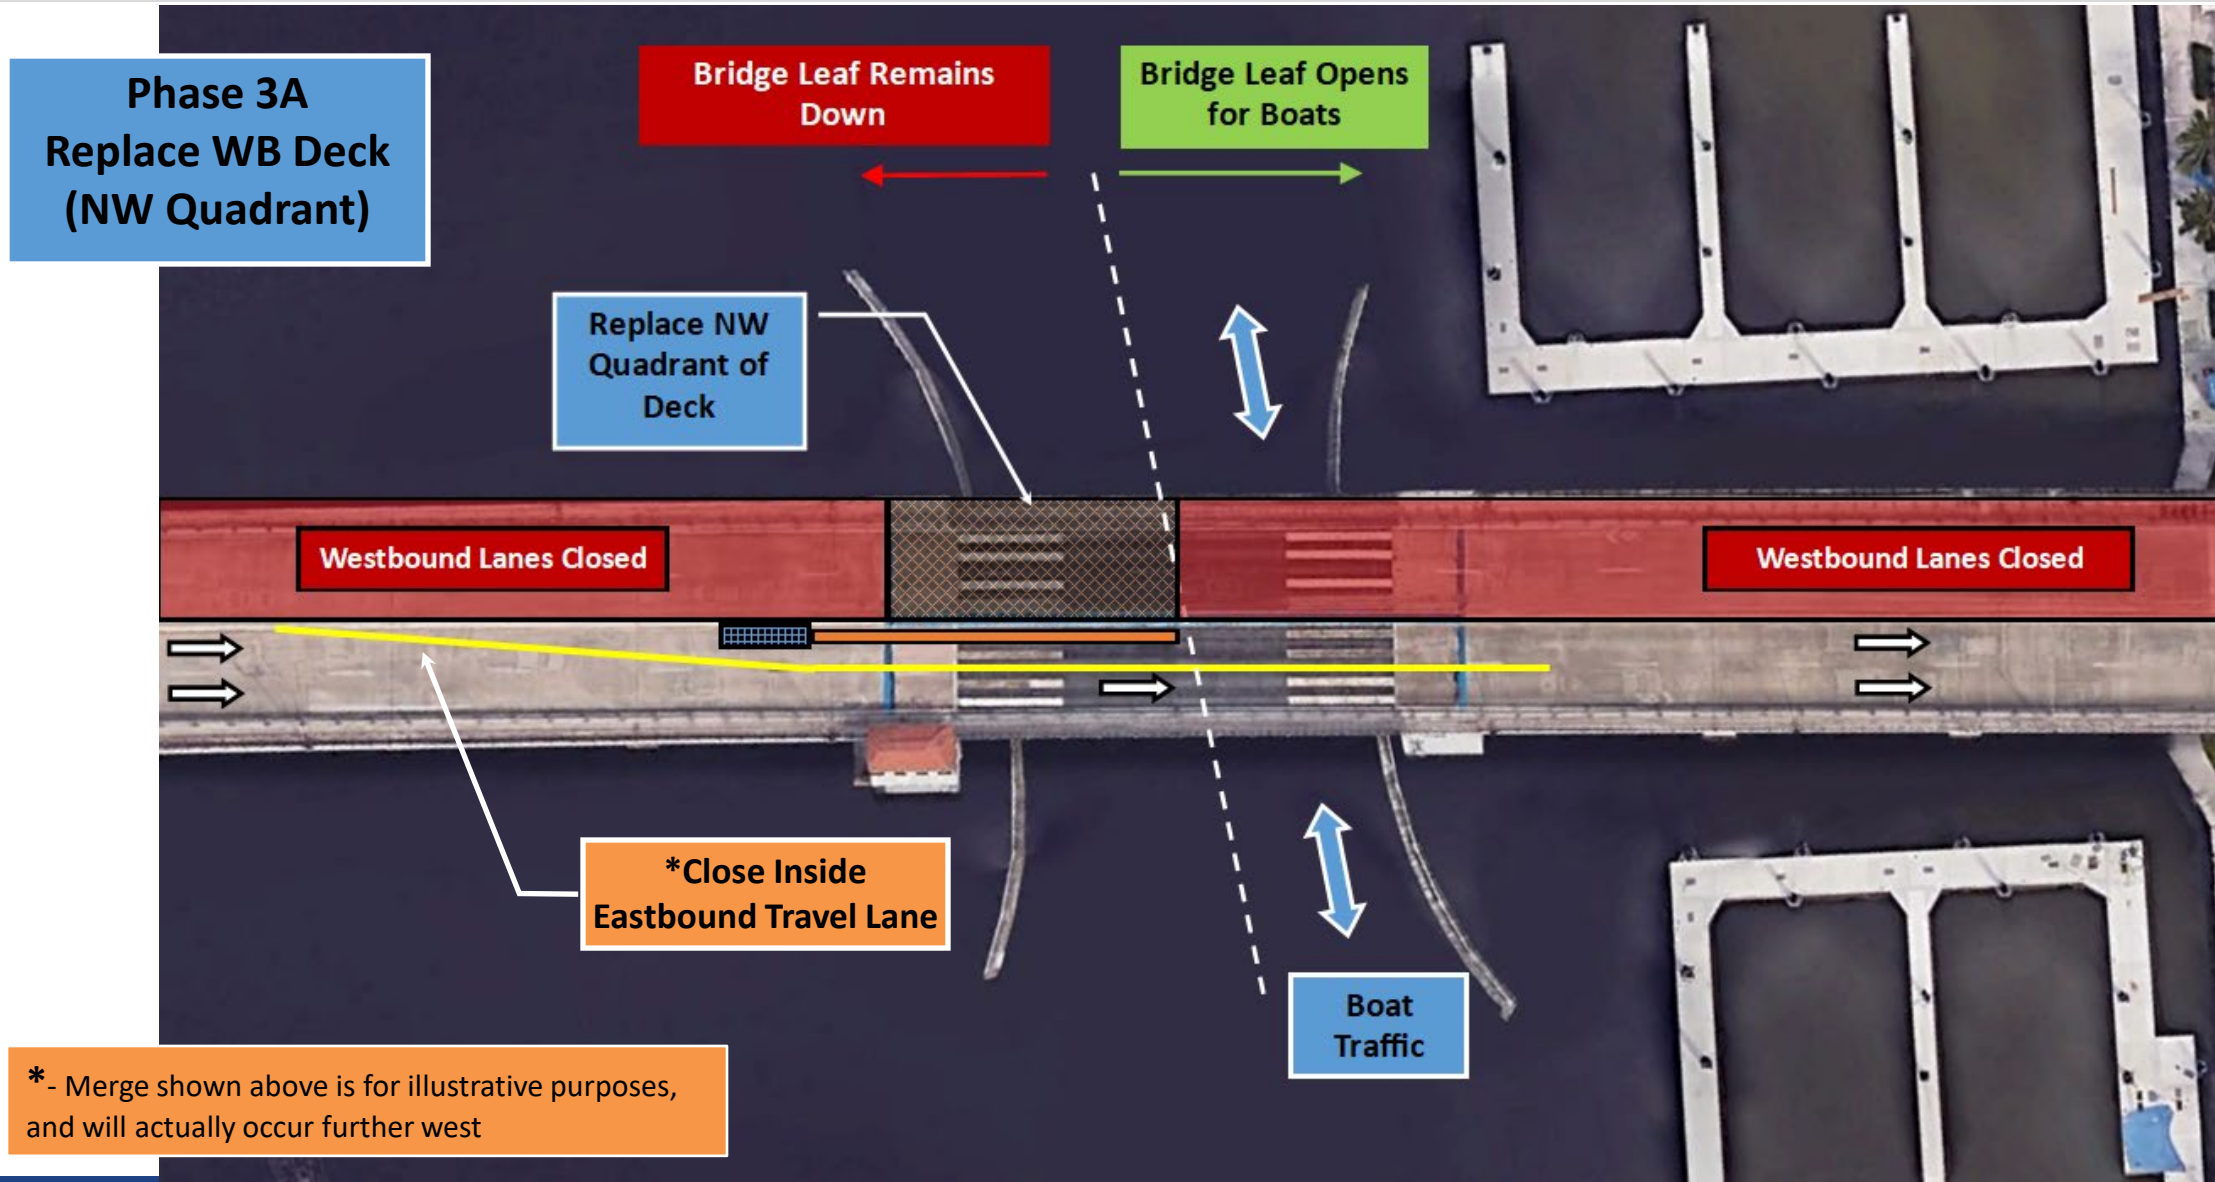 Phase 3A
Replace WB Deck
(NW Quadrant)
Bridge Leaf Remains
Down
Bridge Leaf Opens
for Boats
Replace NW
Quadrant of
Deck
Westbound Lanes Closed
Westbound Lanes Closed
*Close Inside
Eastbound Travel Lane
Boat
Traffic
*- Merge shown above is for illustrative purposes,
and will actually occur further west